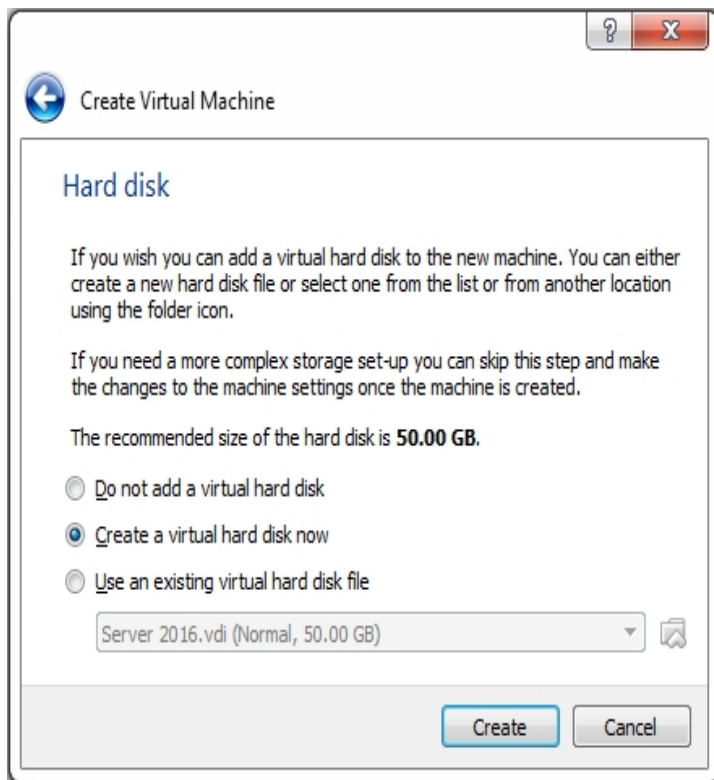 ?
X
Create Virtual Machine
Hard disk
If you wish you can add a virtual hard disk to the new machine. You can either
create a new hard disk file or select one from the list or from another location
using the folder icon.
If you need a more complex storage set-up you can skip this step and make
the changes to the machine settings once the machine is created.
The recommended size of the hard disk is 50.00 GB.
Do not add a virtual hard disk
Create a virtual hard disk now
Use an existing virtual hard disk file
Server 2016.vdi (Normal, 50.00 GB)
Create
Cancel